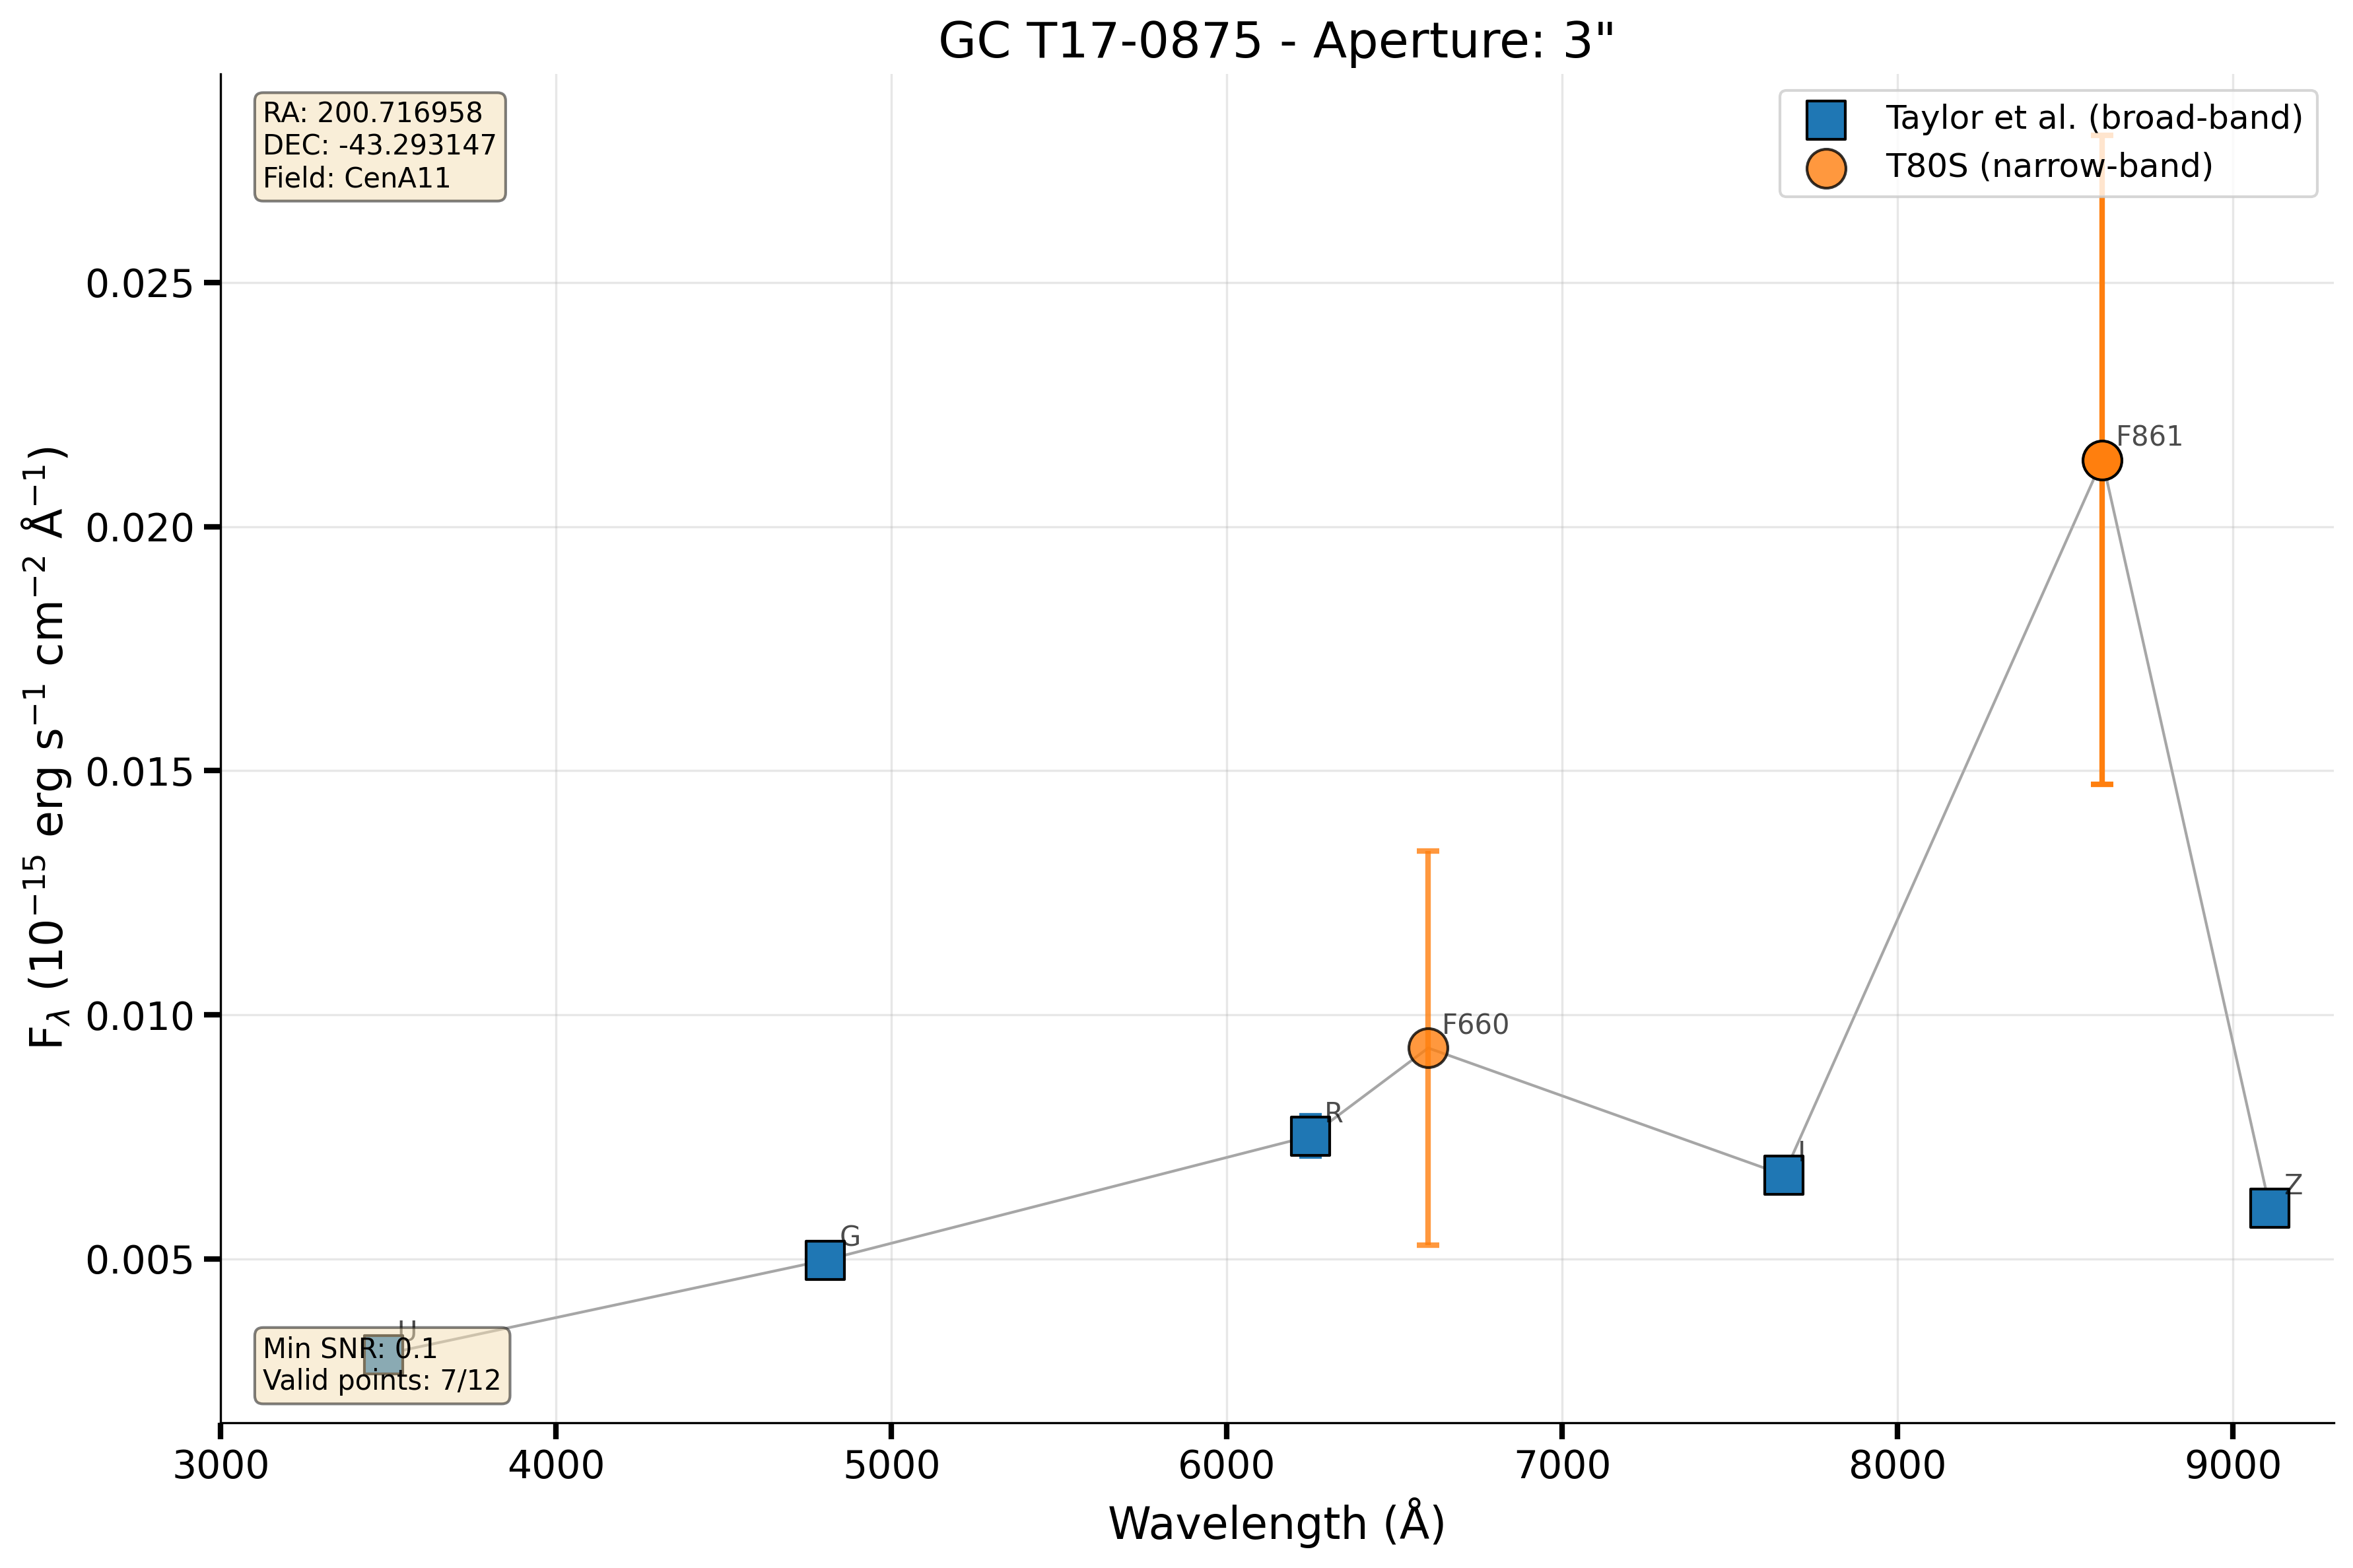 GC T17-0875 - Aperture: 3"
RA: 200.716958
DEC: -43.293147
Field: CenA11
Taylor et al. (broad-band)
T80S (narrow-band)
F861
F660
R
I
Z
G
U
Min SNR: 0.1
Valid points: 7/12
0.025
0.020
0.015
0.010
0.005
F_λ (10⁻¹⁵ erg s⁻¹ cm⁻² Å⁻¹)
3000 4000 5000 6000 7000 8000 9000
Wavelength (Å)